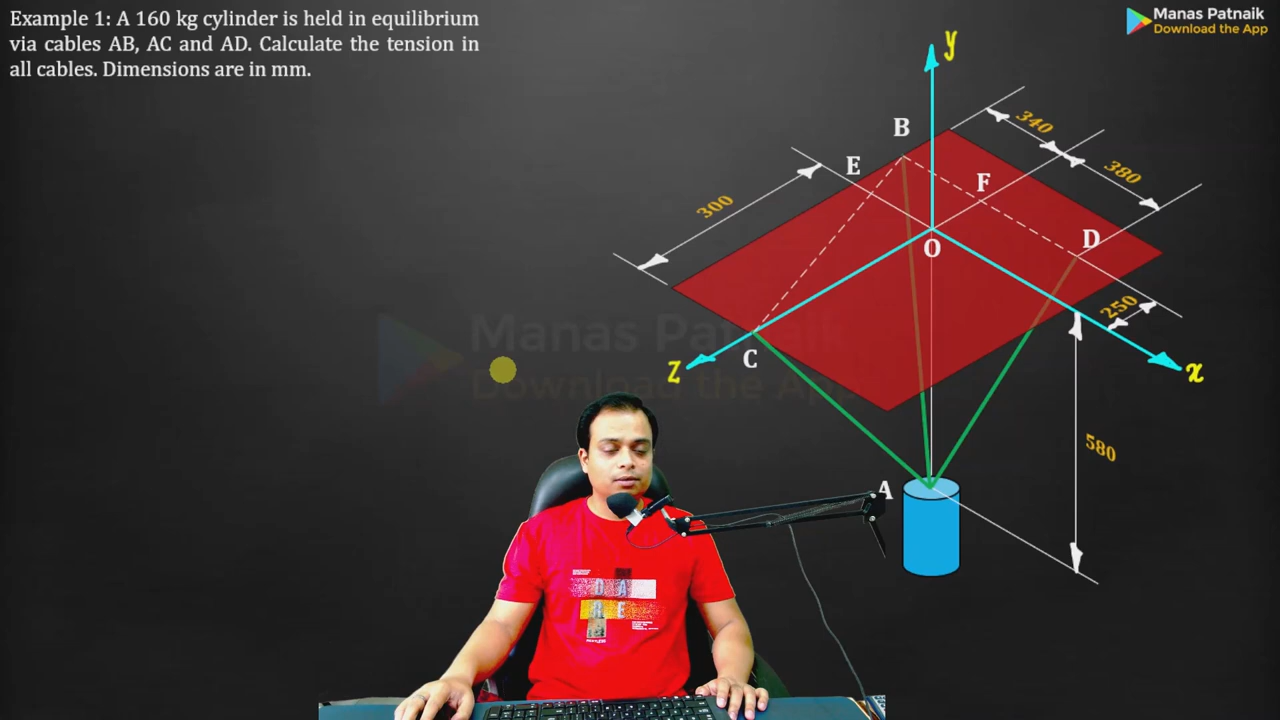 Example 1: A 160 kg cylinder is held in equilibrium
via cables AB, AC and AD. Calculate the tension in
all cables. Dimensions are in mm.
Manas Patnaik
Download the App
y
B
340
E
F
380
300
O
D
250
C
z
x
Manas Patnaik
Download the App
580
A